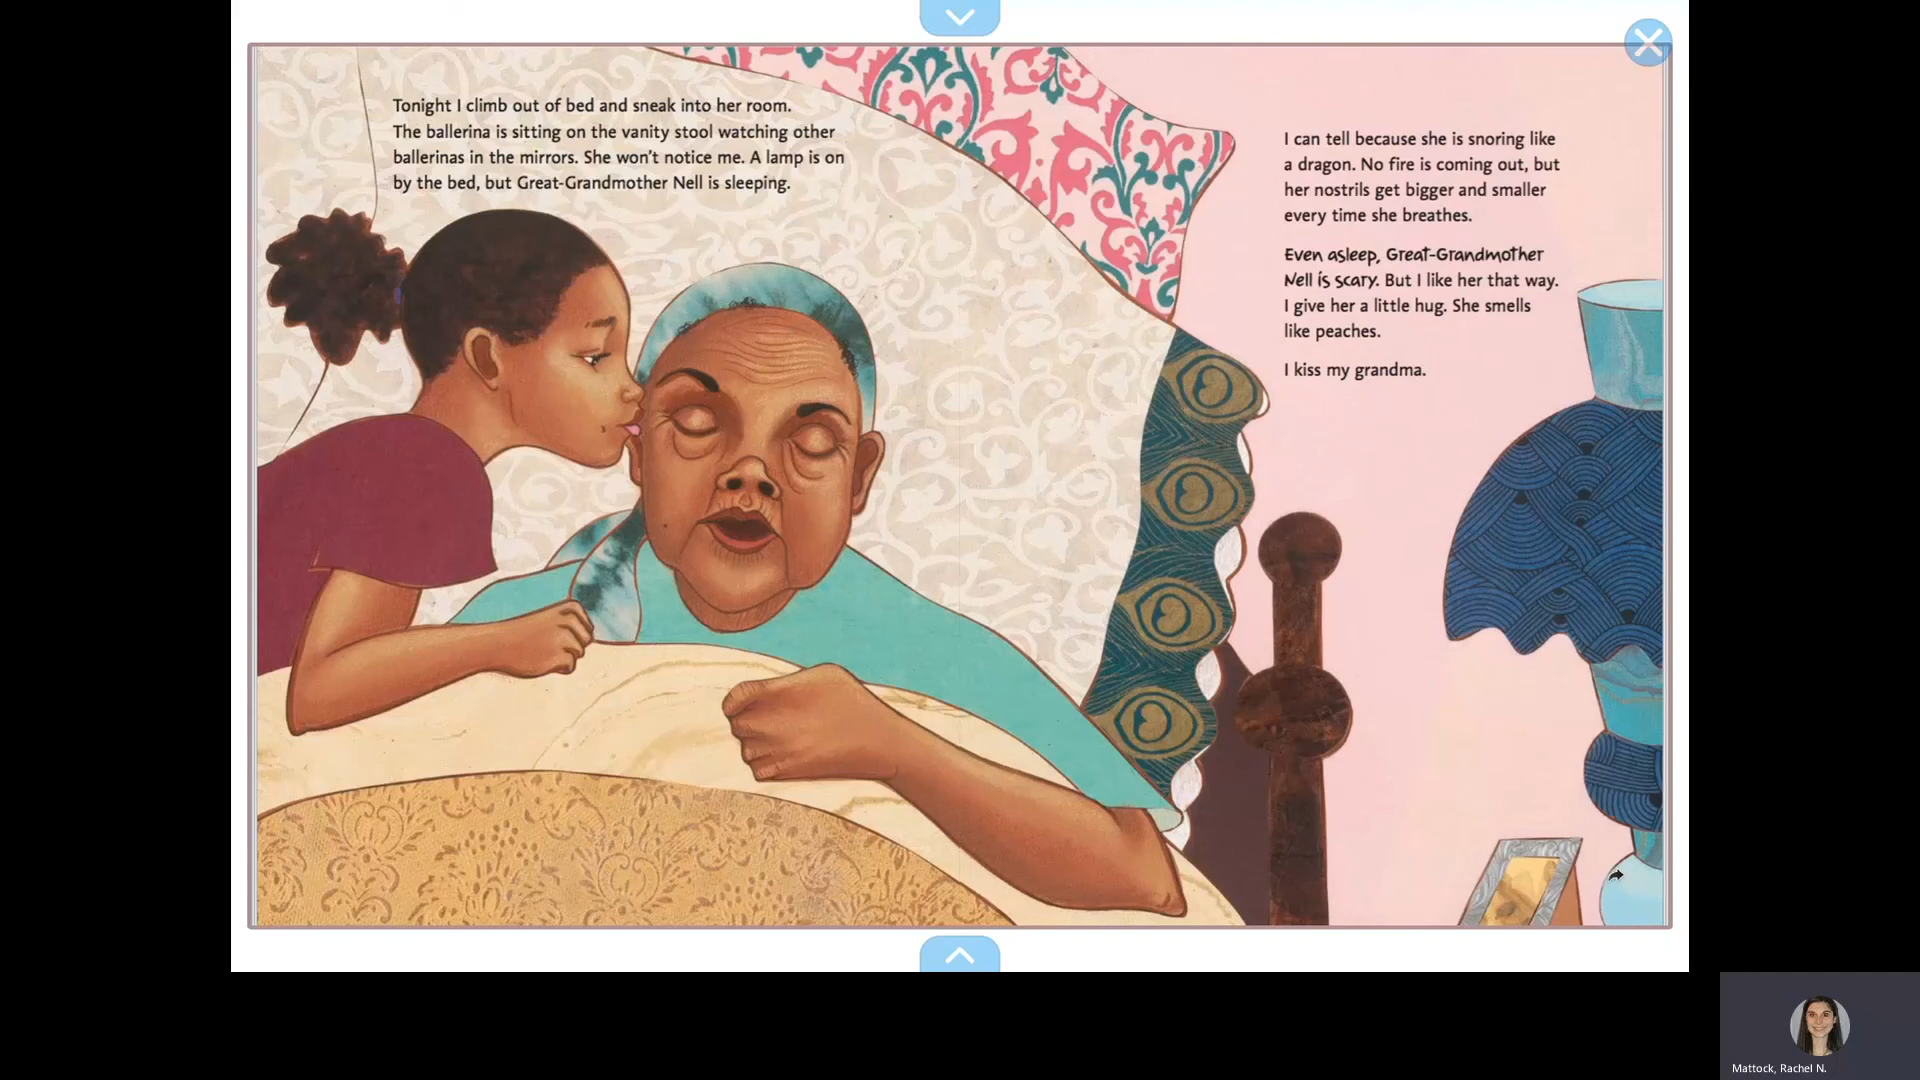 Tonight I climb out of bed and sneak into her room.
The ballerina is sitting on the vanity stool watching other
ballerinas in the mirrors. She won't notice me. A lamp is on
by the bed, but Great-Grandmother Nell is sleeping.
I can tell because she is snoring like
a dragon. No fire is coming out, but
her nostrils get bigger and smaller
every time she breathes.
Even asleep, Great-Grandmother
Nell is scary. But I like her that way.
I give her a little hug. She smells
like peaches.
I kiss my grandma.
Mattock, Rachel N.